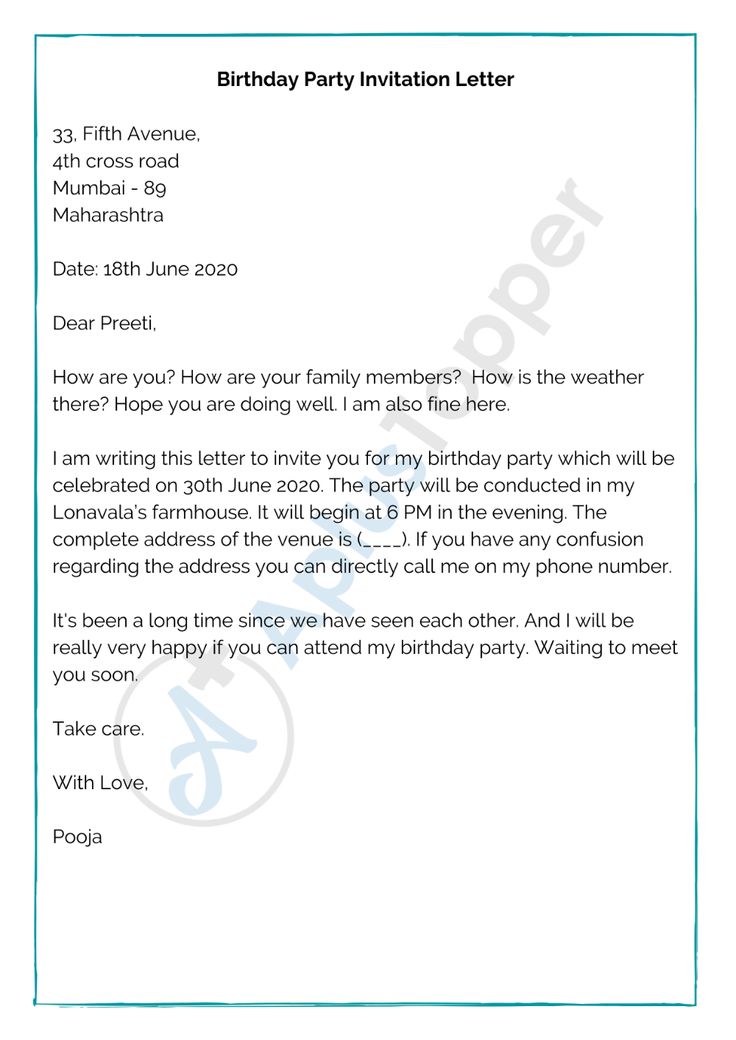 Birthday Party Invitation Letter
33, Fifth Avenue,
4th cross road
Mumbai - 89
Maharashtra
Date: 18th June 2020
Dear Preeti,
How are you? How are your family members?  How is the weather
there? Hope you are doing well. I am also fine here.
I am writing this letter to invite you for my birthday party which will be
celebrated on 30th June 2020. The party will be conducted in my
Lonavala's farmhouse. It will begin at 6 PM in the evening. The
complete address of the venue is (____). If you have any confusion
regarding the address you can directly call me on my phone number.
It's been a long time since we have seen each other. And I will be
really very happy if you can attend my birthday party. Waiting to meet
you soon.
Take care.
With Love,
Pooja
AplusTopper
A+